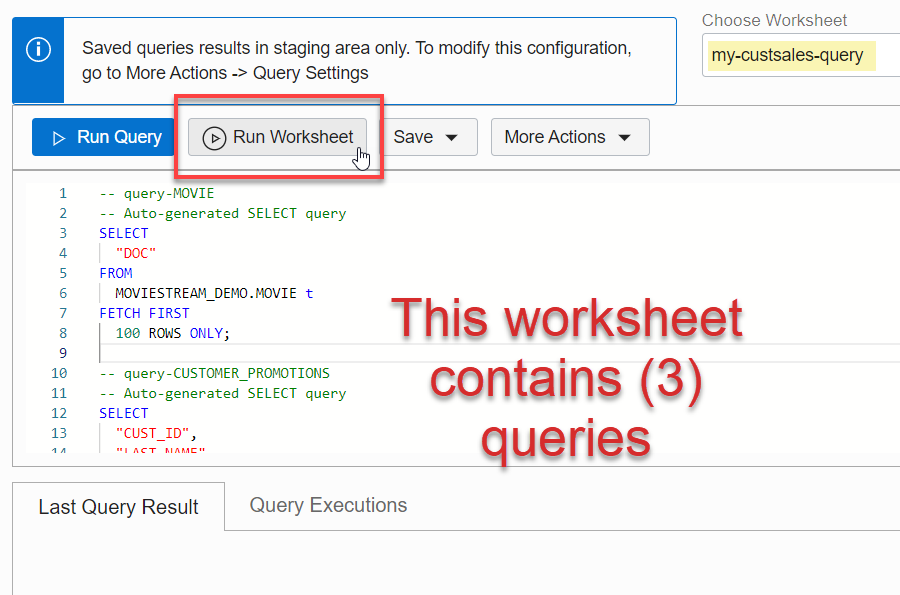 Choose Worksheet
Saved queries results in staging area only. To modify this configuration,
go to More Actions -> Query Settings
my-custsales-query
Run Query
Run Worksheet
Save
More Actions
1 -- query-MOVIE
2 -- Auto-generated SELECT query
3 SELECT
4 "DOC"
5 FROM
6 MOVIESTREAM_DEMO.MOVIE t
7 FETCH FIRST
8 100 ROWS ONLY;
9
10 -- query-CUSTOMER_PROMOTIONS
11 -- Auto-generated SELECT query
12 SELECT
13 "CUST_ID",
14 "LAST_NAME"
This worksheet
contains (3)
queries
Last Query Result
Query Executions